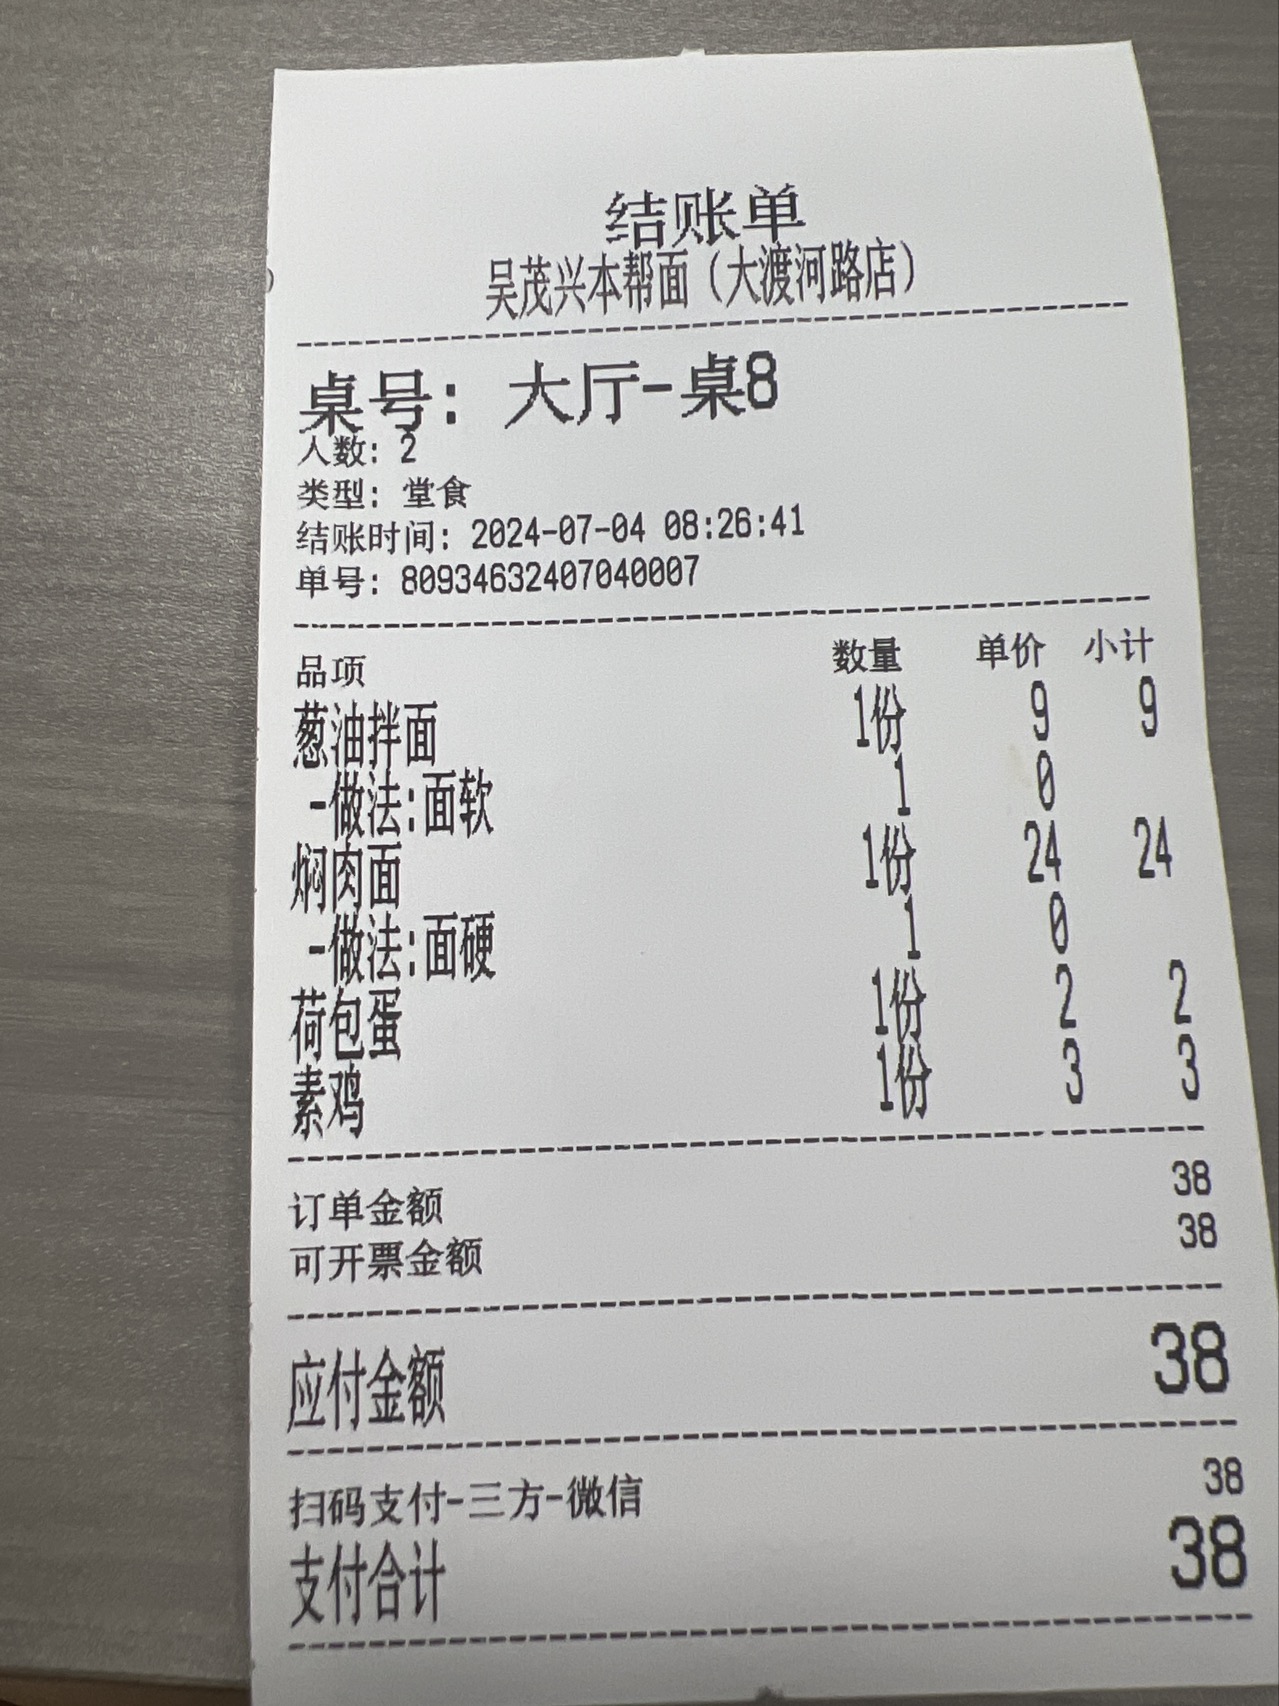 结账单
吴茂兴本帮面（大渡河路店）
桌号: 大厅-桌8
人数: 2
类型: 堂食
结账时间: 2024-07-04 08:26:41
单号: 80934632407040007
品项 数量 单价 小计
葱油拌面 1份 9 9
-做法:面软 1 0
焖肉面 1份 24 24
-做法:面硬 1 0
荷包蛋 1份 2 2
素鸡 1份 3 3
订单金额 38
可开票金额 38
应付金额 38
扫码支付-三方-微信 38
支付合计 38